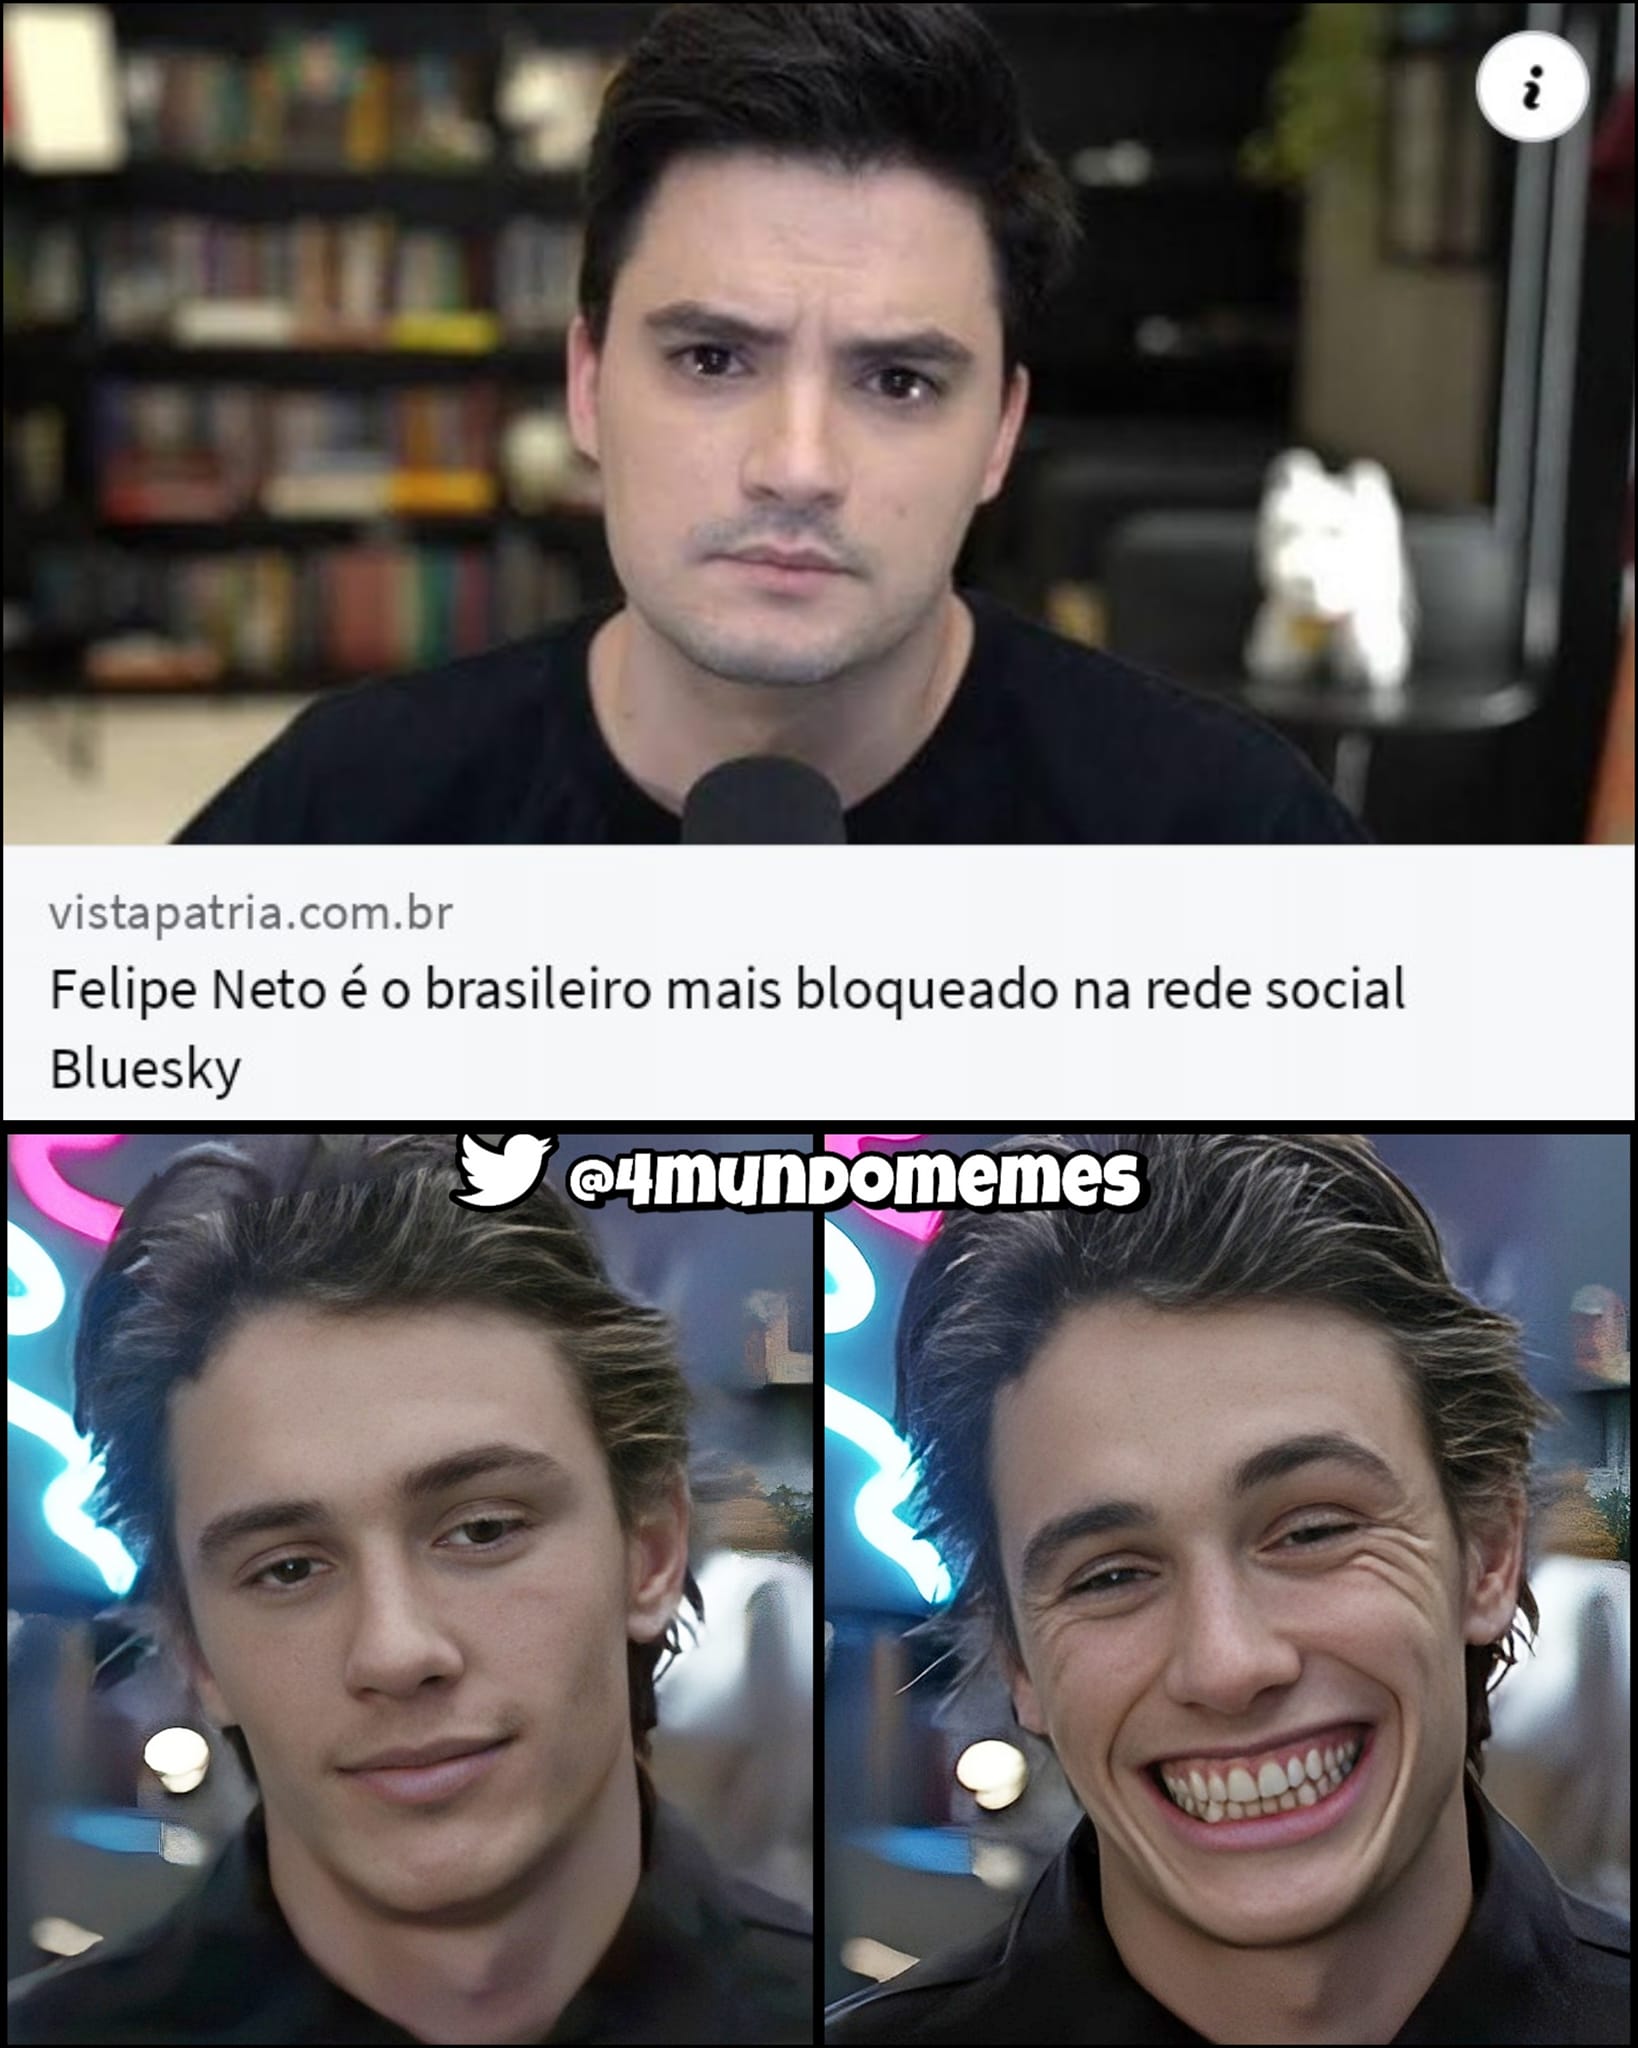 vistapatria.com.br
Felipe Neto é o brasileiro mais bloqueado na rede social
Bluesky
@4mundomemes